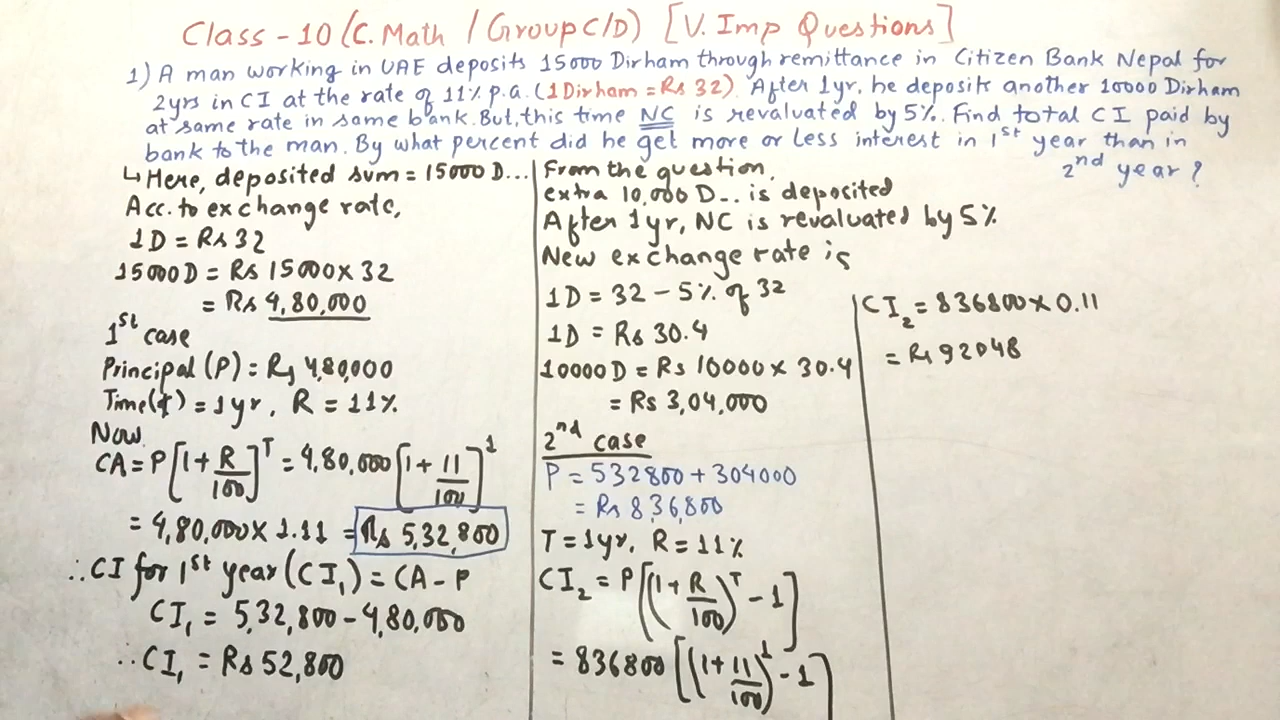 Class - 10 (C. Math / Group C/D) [V. Imp Questions]
1) A man working in UAE deposits 15000 Dirham through remittance in Citizen Bank Nepal for
2yrs in CI at the rate of 11% p.a. (1 Dirham = Rs 32). After 1yr, he deposits another 10000 Dirham
at same rate in same bank. But, this time NC is revaluated by 5%. Find total CI paid by
bank to the man. By what percent did he get more or less interest in 1st year than in
2nd year?
↳ Here, deposited sum = 15000 D...
Acc. to exchange rate,
1D = Rs 32
15000 D = Rs 15000 x 32
= Rs 4,80,000
1st case
Principal (P) = Rs 4,80,000
Time(t) = 1yr, R = 11%
Now
CA = P[1 + R/100]^T = 4,80,000[1 + 11/100]^1
= 4,80,000 x 1.11 = Rs 5,32,800
∴ CI for 1st year (CI₁) = CA - P
CI₁ = 5,32,800 - 4,80,000
∴ CI₁ = Rs 52,800
From the question,
extra 10,000 D.. is deposited
After 1yr, NC is revaluated by 5%
New exchange rate is
1D = 32 - 5% of 32
1D = Rs 30.4
10000 D = Rs 10000 x 30.4
= Rs 3,04,000
2nd case
P = 532800 + 304000
= Rs 8,36,800
T = 1yr, R = 11%
CI₂ = P[(1 + R/100)^T - 1]
= 836800[(1 + 11/100)^1 - 1]
CI₂ = 836800 x 0.11
= Rs 92048